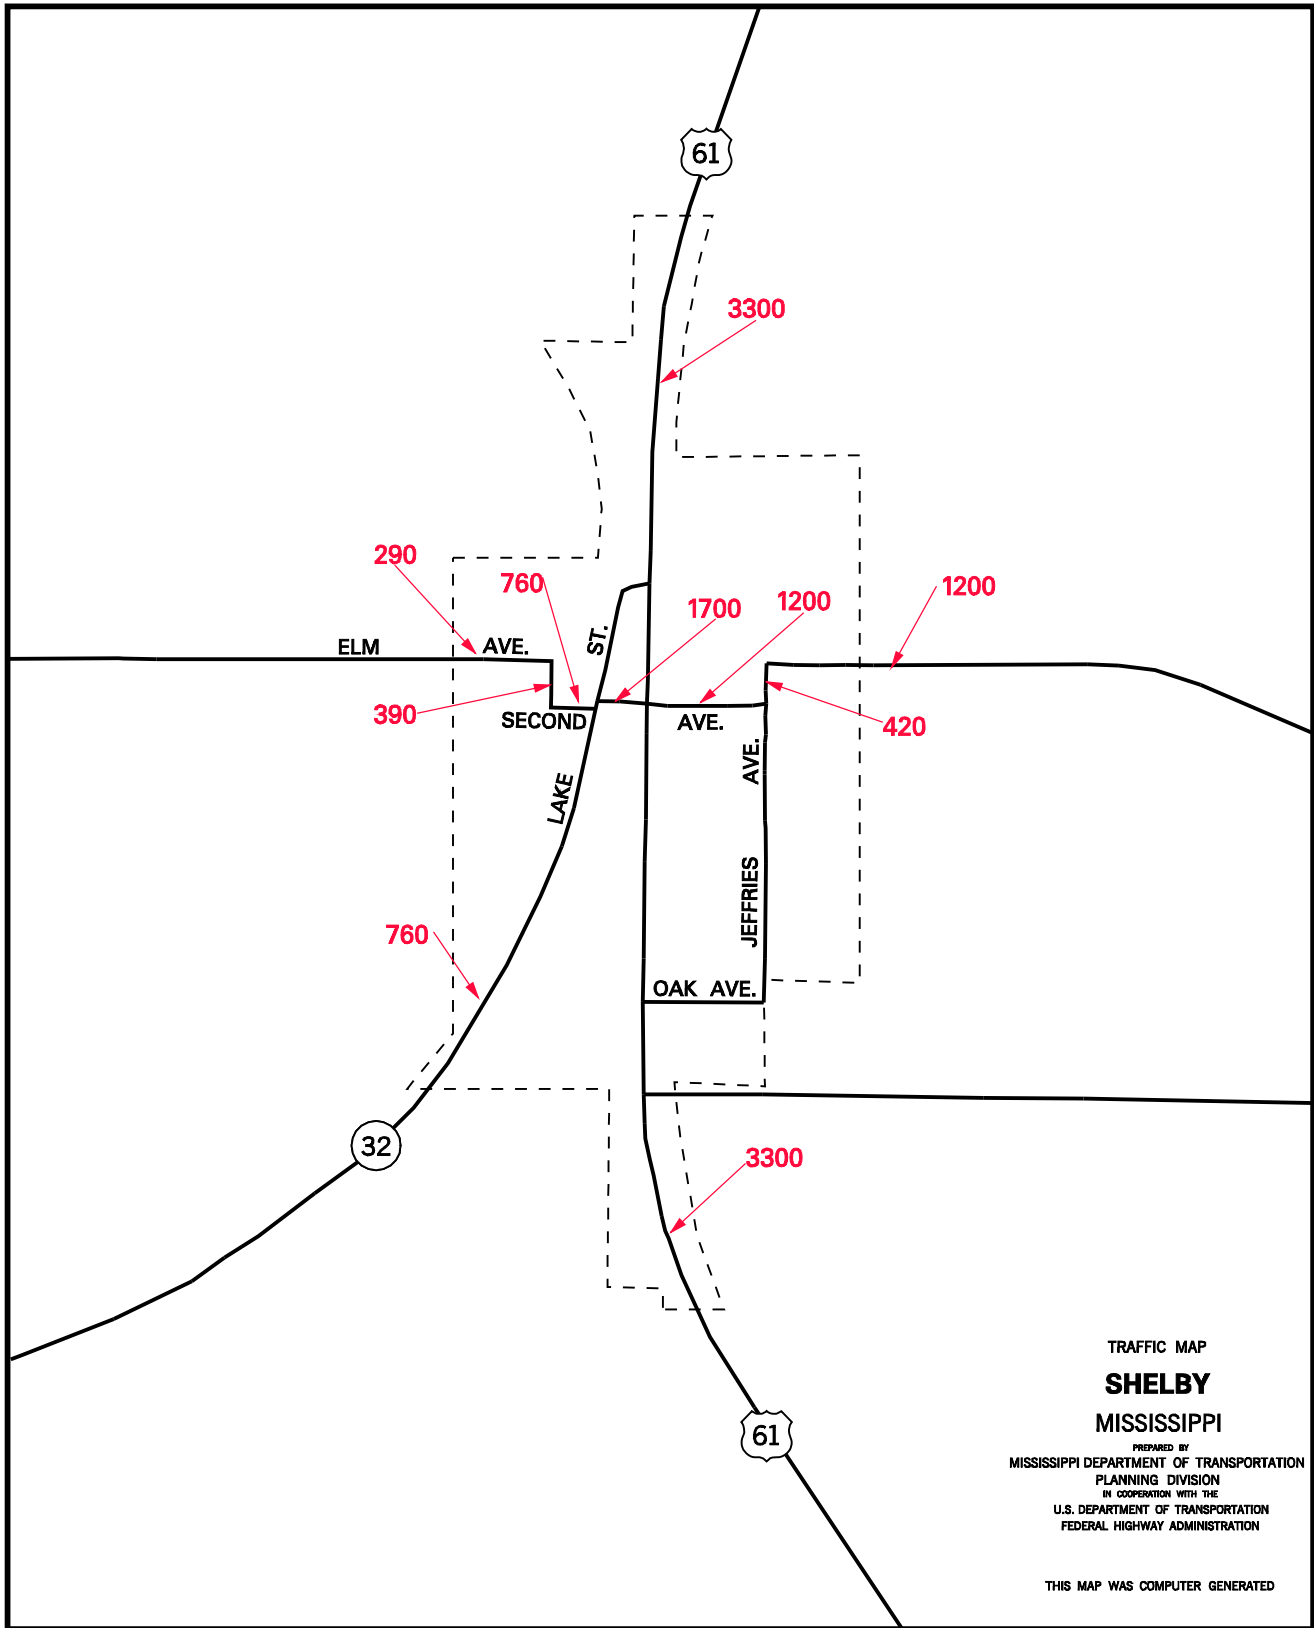 61
3300
290
760
1700
1200
1200
ELM AVE.
ST.
390
SECOND AVE.
420
LAKE
AVE.
JEFFRIES
760
OAK AVE.
32
3300
61
TRAFFIC MAP
SHELBY
MISSISSIPPI
PREPARED BY
MISSISSIPPI DEPARTMENT OF TRANSPORTATION
PLANNING DIVISION
IN COOPERATION WITH THE
U.S. DEPARTMENT OF TRANSPORTATION
FEDERAL HIGHWAY ADMINISTRATION
THIS MAP WAS COMPUTER GENERATED